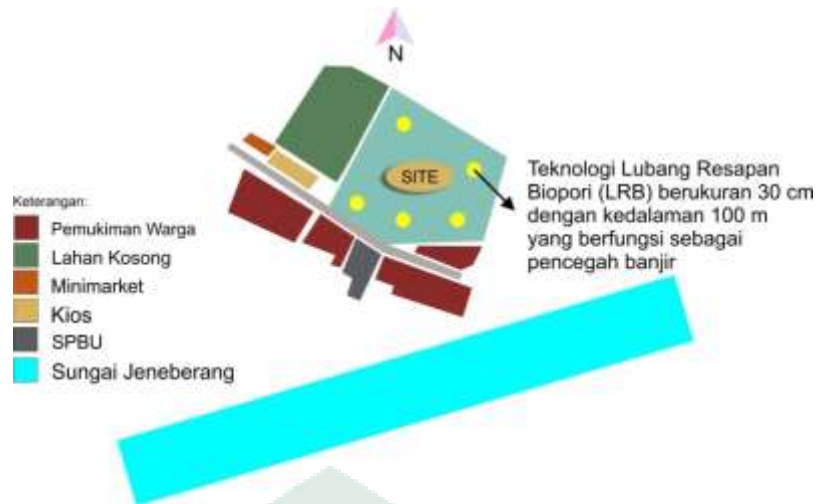 N
SITE
Teknologi Lubang Resapan
Biopori (LRB) berukuran 30 cm
dengan kedalaman 100 m
yang berfungsi sebagai
pencegah banjir
Keterangan:
Pemukiman Warga
Lahan Kosong
Minimarket
Kios
SPBU
Sungai Jeneberang